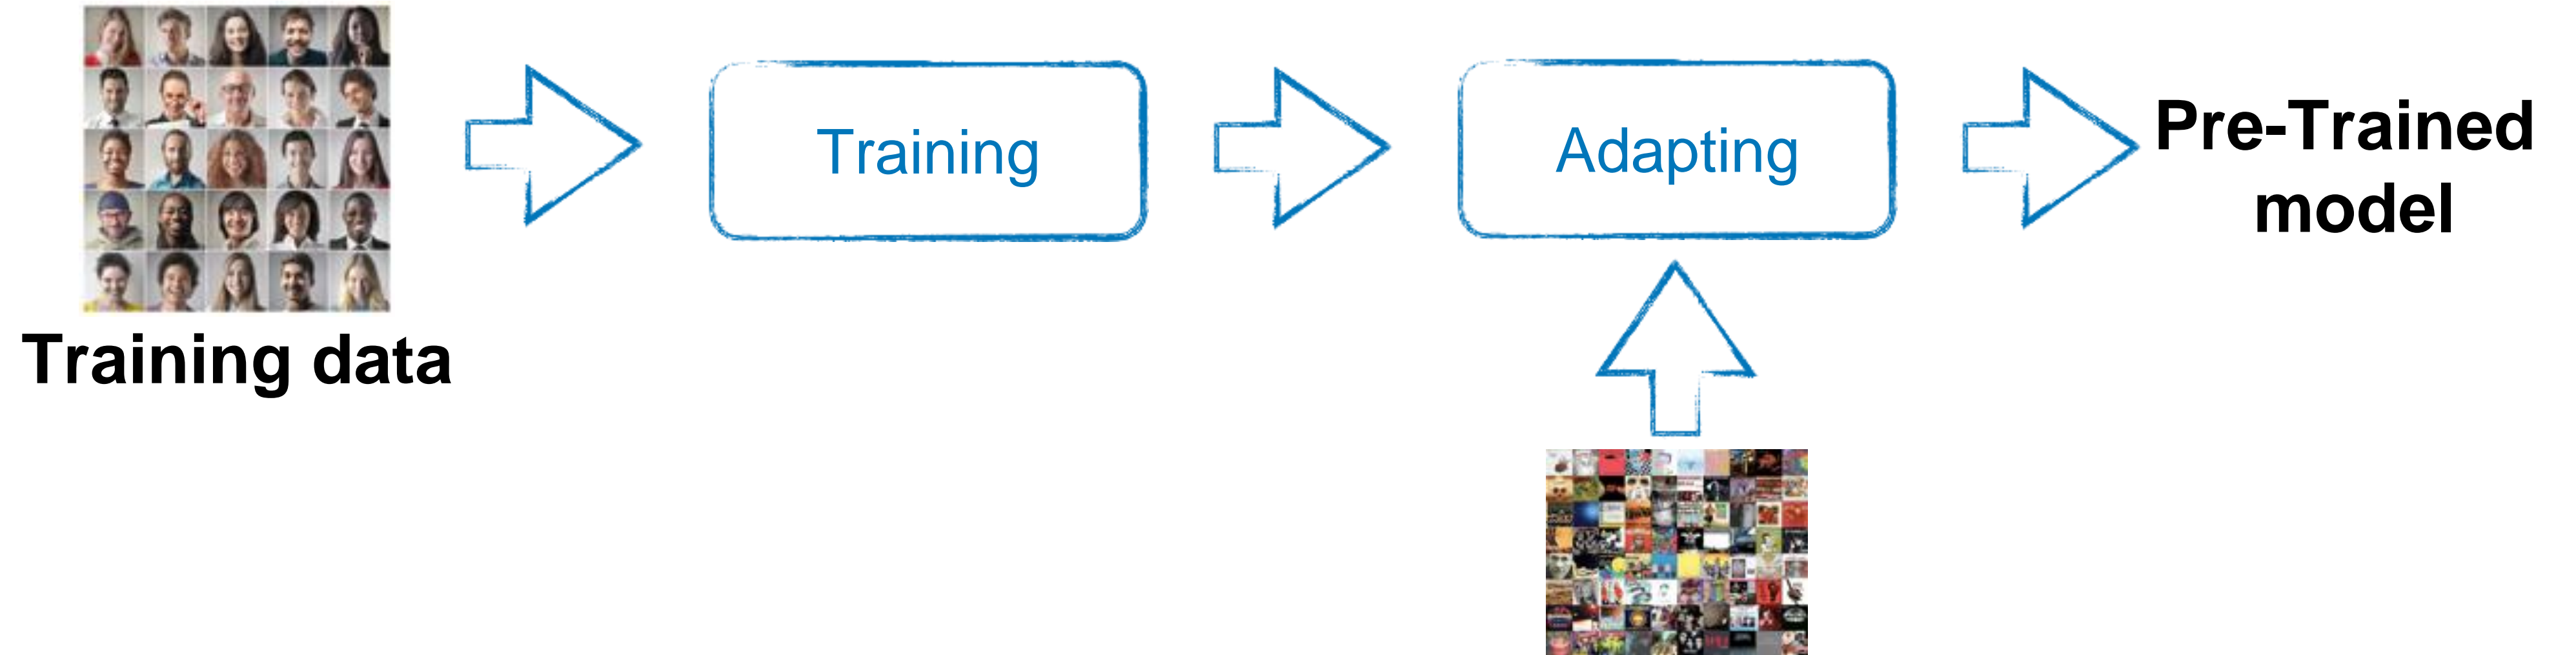 Training data
Training
Adapting
Pre-Trained
model